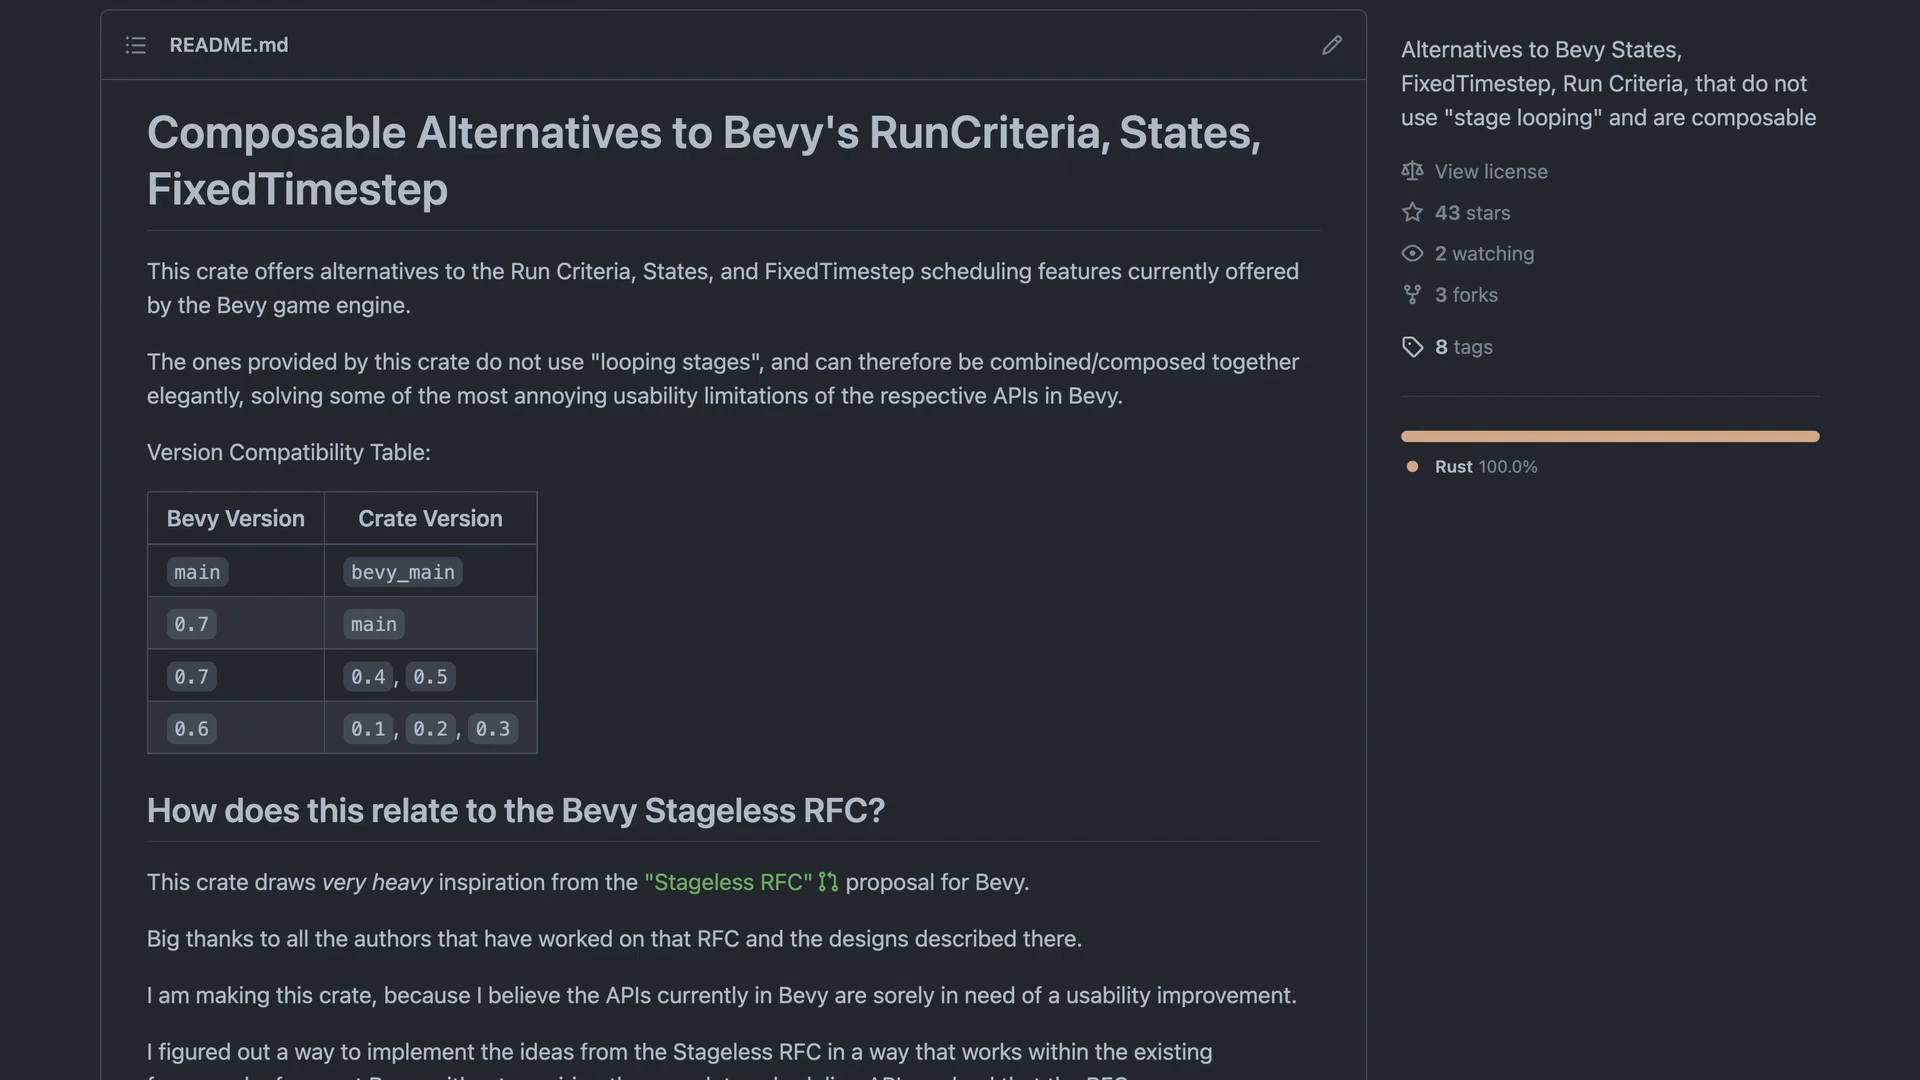 README.md
Composable Alternatives to Bevy's RunCriteria, States,
FixedTimestep
This crate offers alternatives to the Run Criteria, States, and FixedTimestep scheduling features currently offered
by the Bevy game engine.
The ones provided by this crate do not use "looping stages", and can therefore be combined/composed together
elegantly, solving some of the most annoying usability limitations of the respective APIs in Bevy.
Version Compatibility Table:
Bevy Version Crate Version
main bevy_main
0.7 main
0.7 0.4, 0.5
0.6 0.1, 0.2, 0.3
How does this relate to the Bevy Stageless RFC?
This crate draws very heavy inspiration from the "Stageless RFC" proposal for Bevy.
Big thanks to all the authors that have worked on that RFC and the designs described there.
I am making this crate, because I believe the APIs currently in Bevy are sorely in need of a usability improvement.
I figured out a way to implement the ideas from the Stageless RFC in a way that works within the existing
Alternatives to Bevy States,
FixedTimestep, Run Criteria, that do not
use "stage looping" and are composable
View license
43 stars
2 watching
3 forks
8 tags
Rust 100.0%